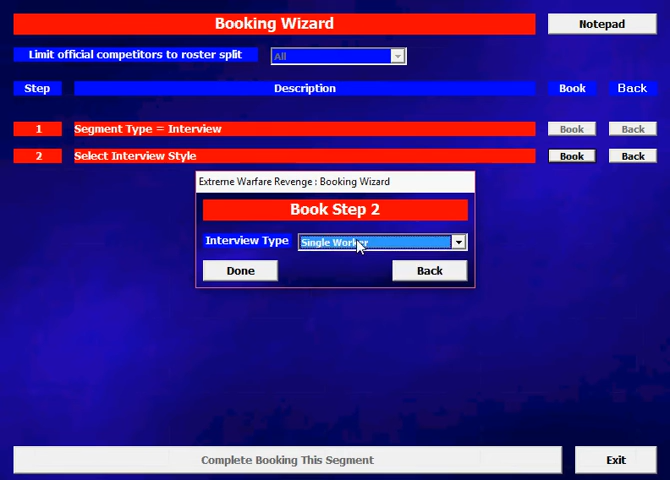 Booking Wizard
Notepad
Limit official competitors to roster split
All
Step
Description
Book
Back
1
Segment Type = Interview
Book
Back
2
Select Interview Style
Book
Back
Extreme Warfare Revenge : Booking Wizard
Book Step 2
Interview Type
Single Worker
Done
Back
Complete Booking This Segment
Exit